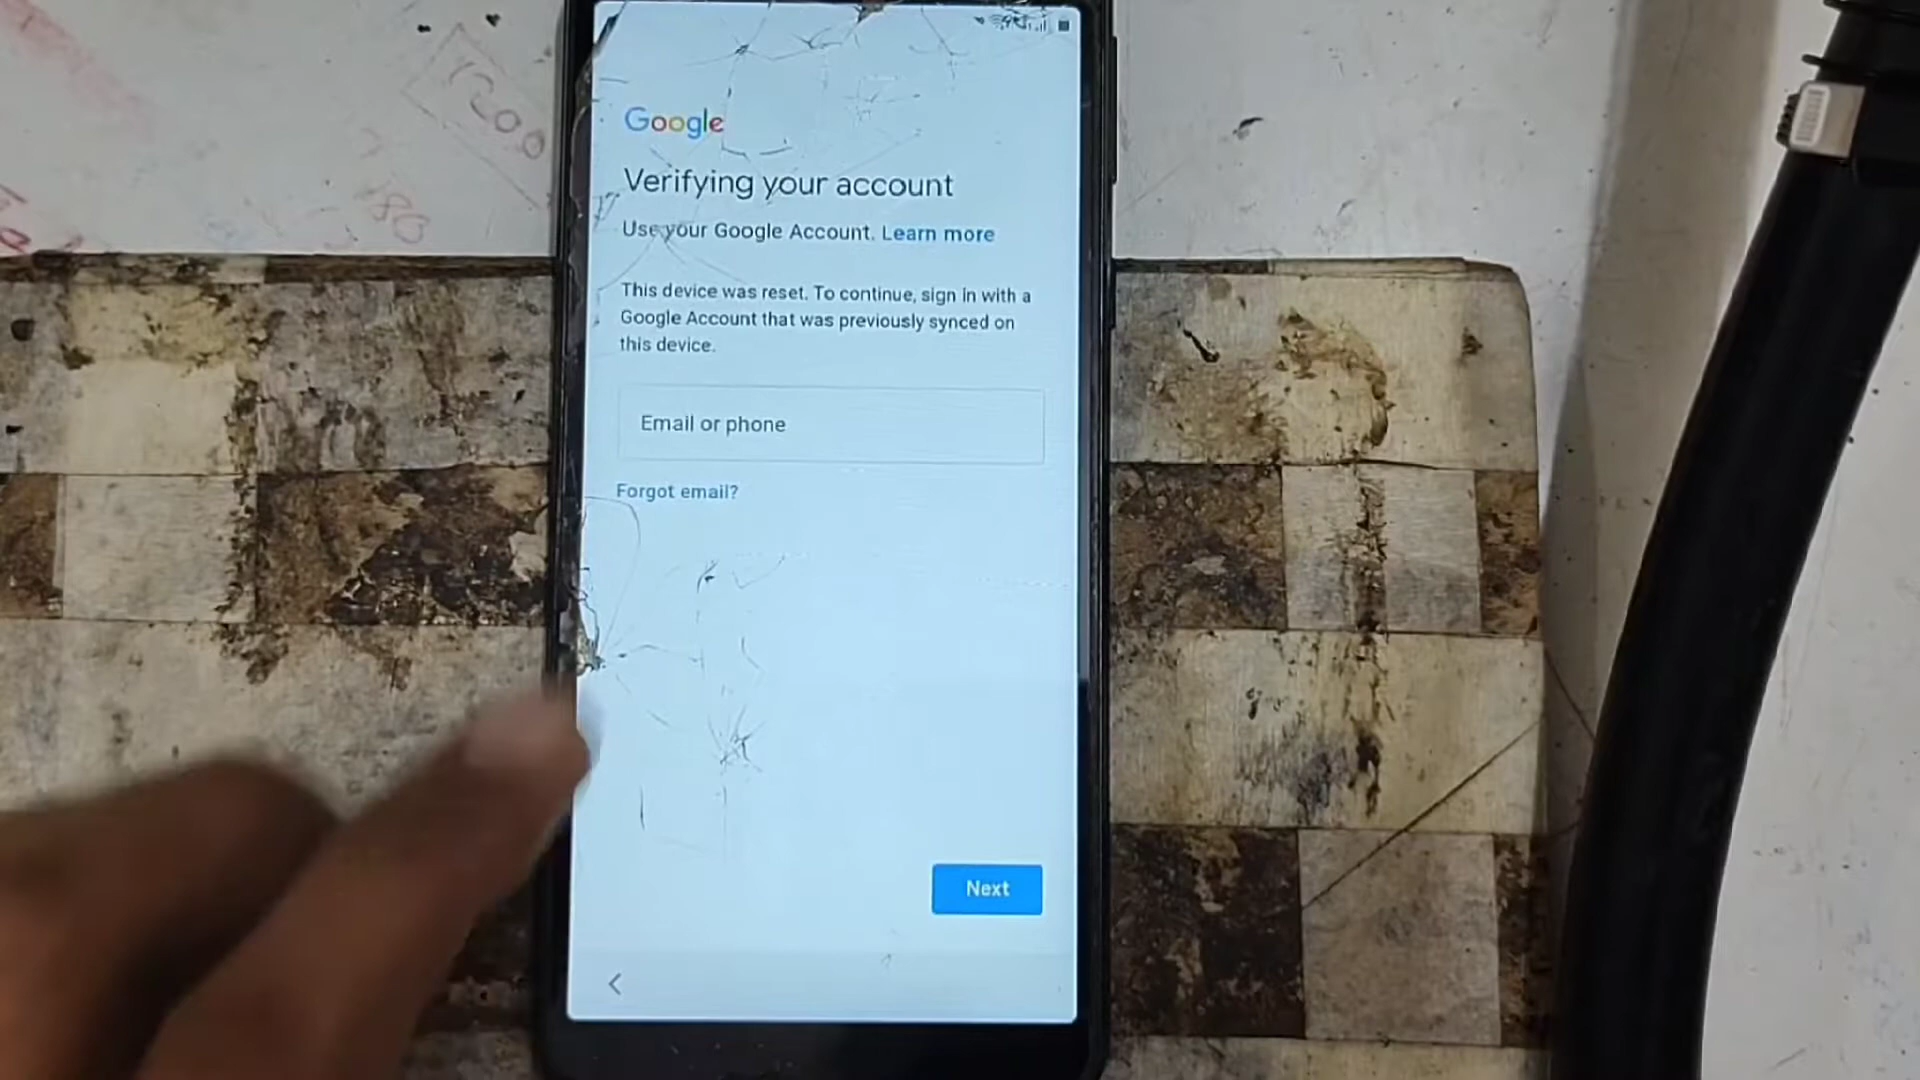 Google
Verifying your account
Use your Google Account. Learn more
This device was reset. To continue, sign in with a
Google Account that was previously synced on
this device.
Email or phone
Forgot email?
Next